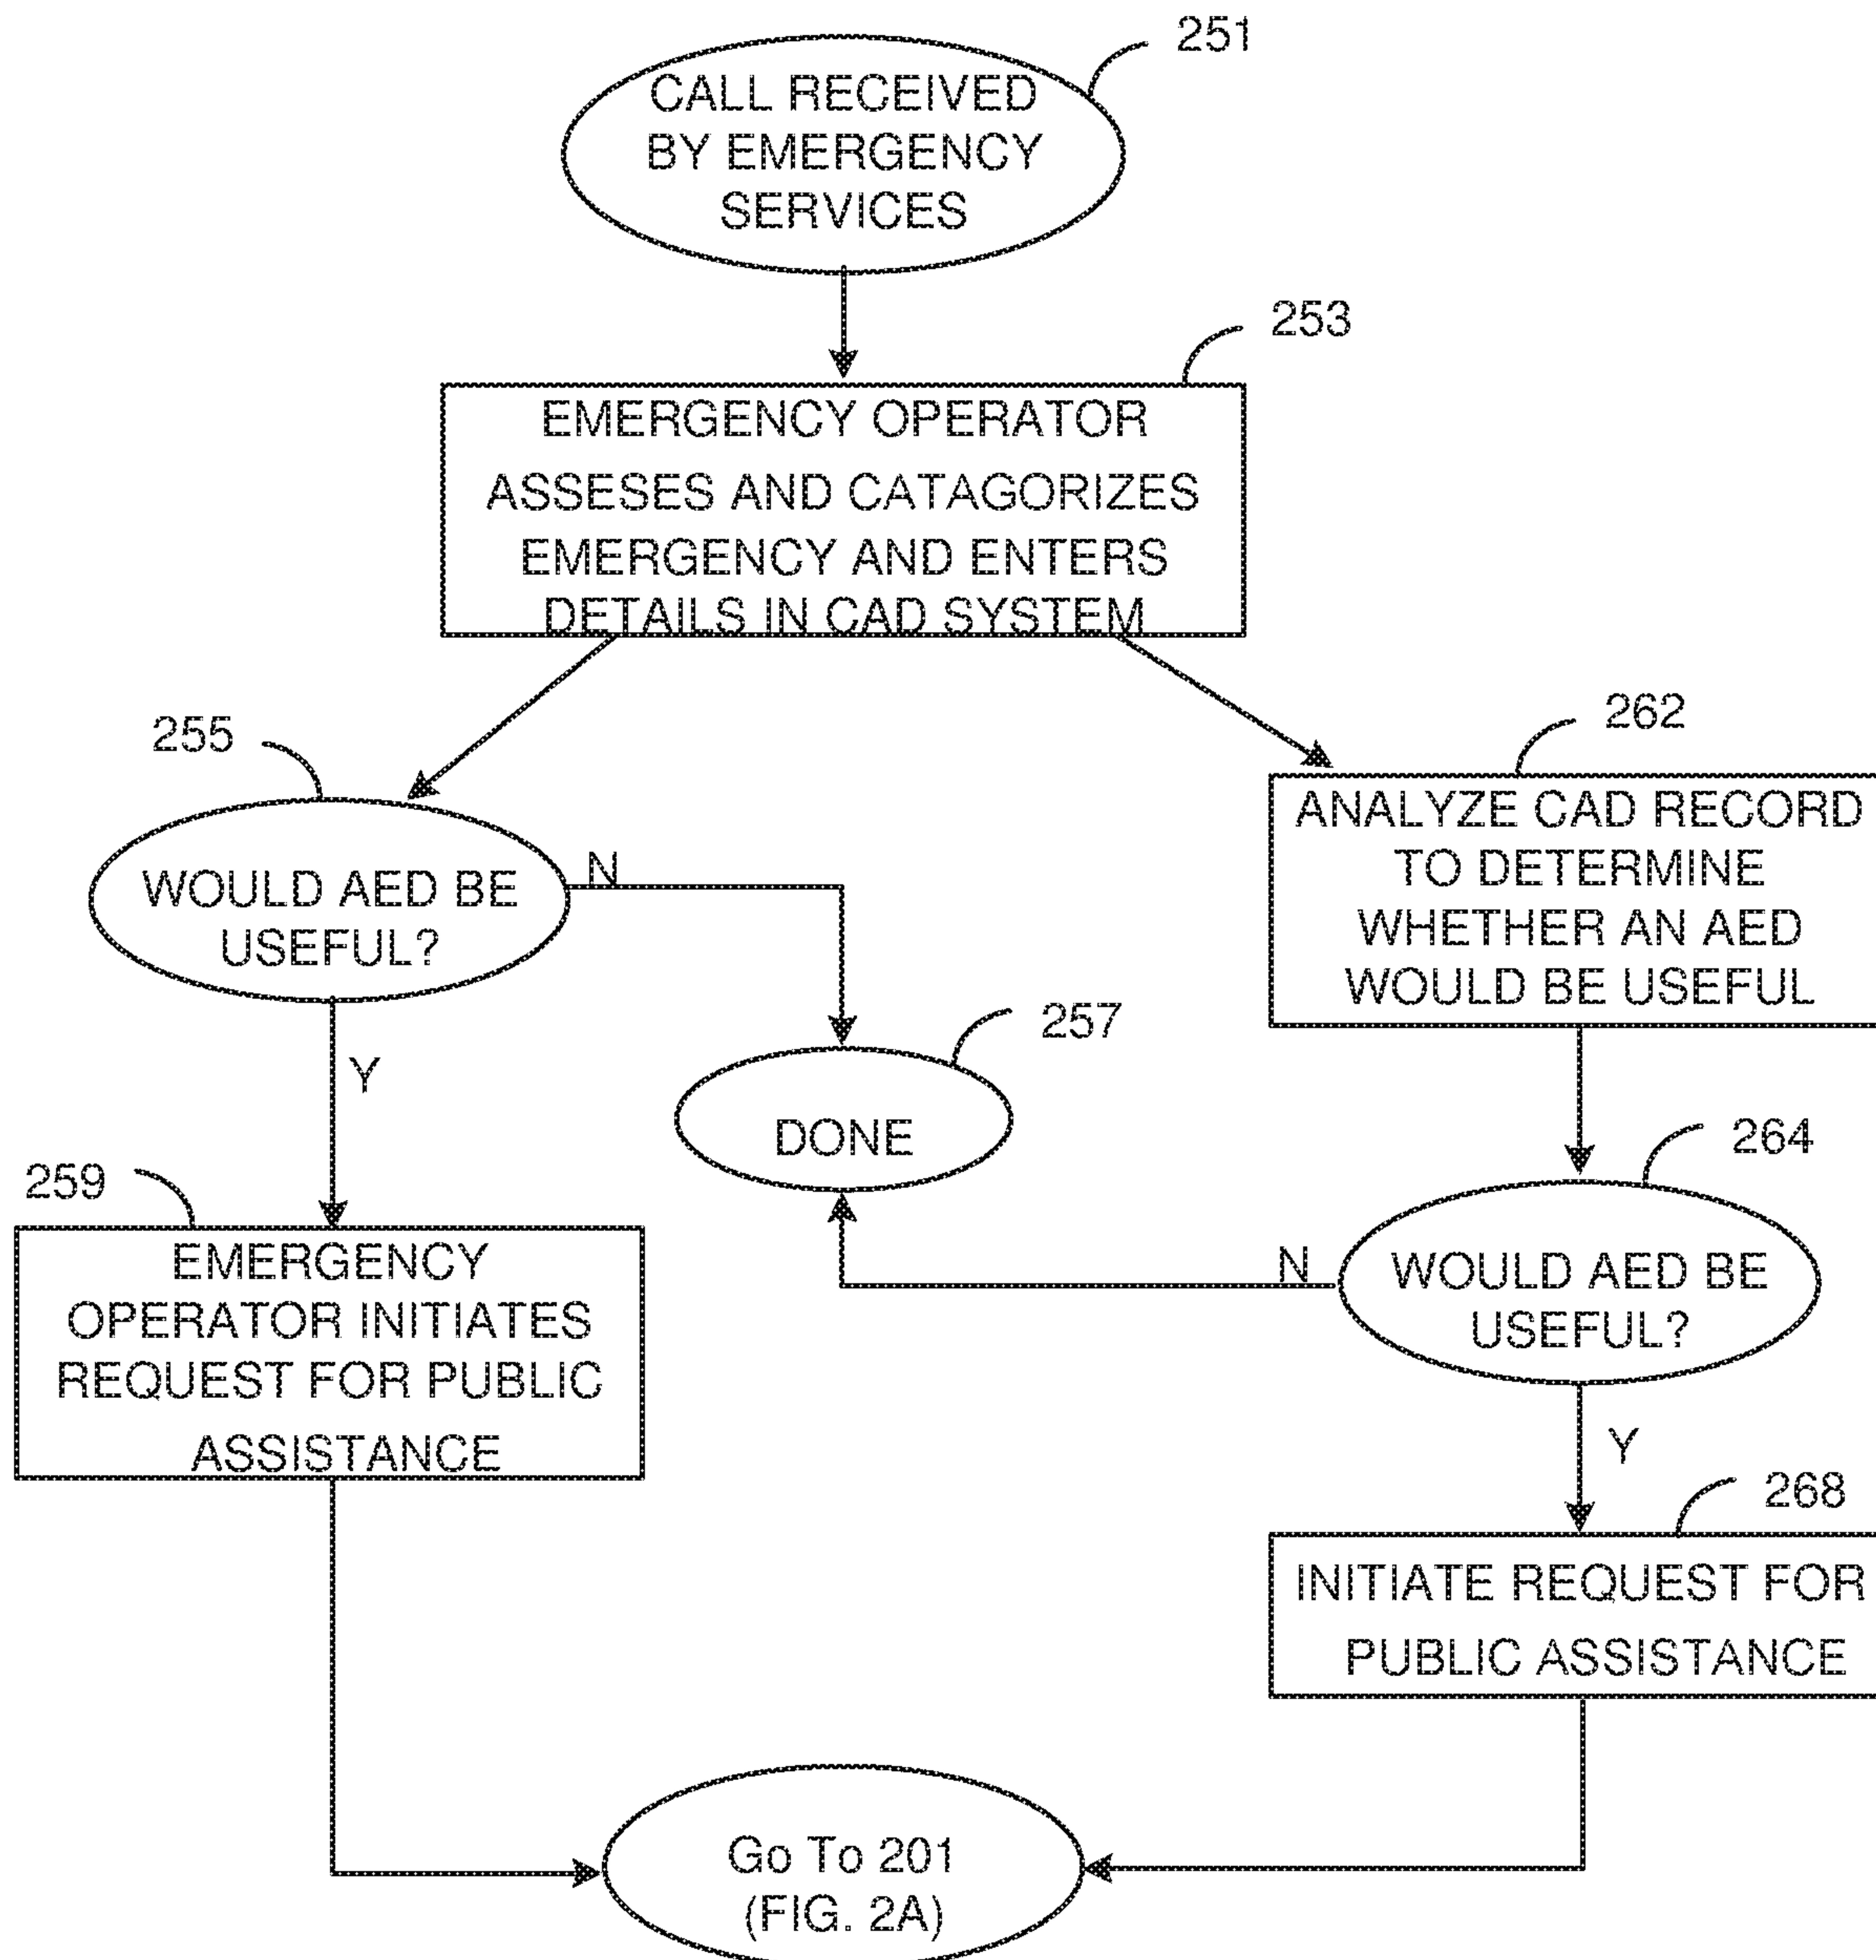 251
CALL RECEIVED
BY EMERGENCY
SERVICES
253
EMERGENCY OPERATOR
ASSESES AND CATAGORIZES
EMERGENCY AND ENTERS
DETAILS IN CAD SYSTEM
255
WOULD AED BE
USEFUL?
N
Y
262
ANALYZE CAD RECORD
TO DETERMINE
WHETHER AN AED
WOULD BE USEFUL
257
DONE
259
EMERGENCY
OPERATOR INITIATES
REQUEST FOR PUBLIC
ASSISTANCE
264
WOULD AED BE
USEFUL?
N
Y
268
INITIATE REQUEST FOR
PUBLIC ASSISTANCE
Go To 201
(FIG. 2A)